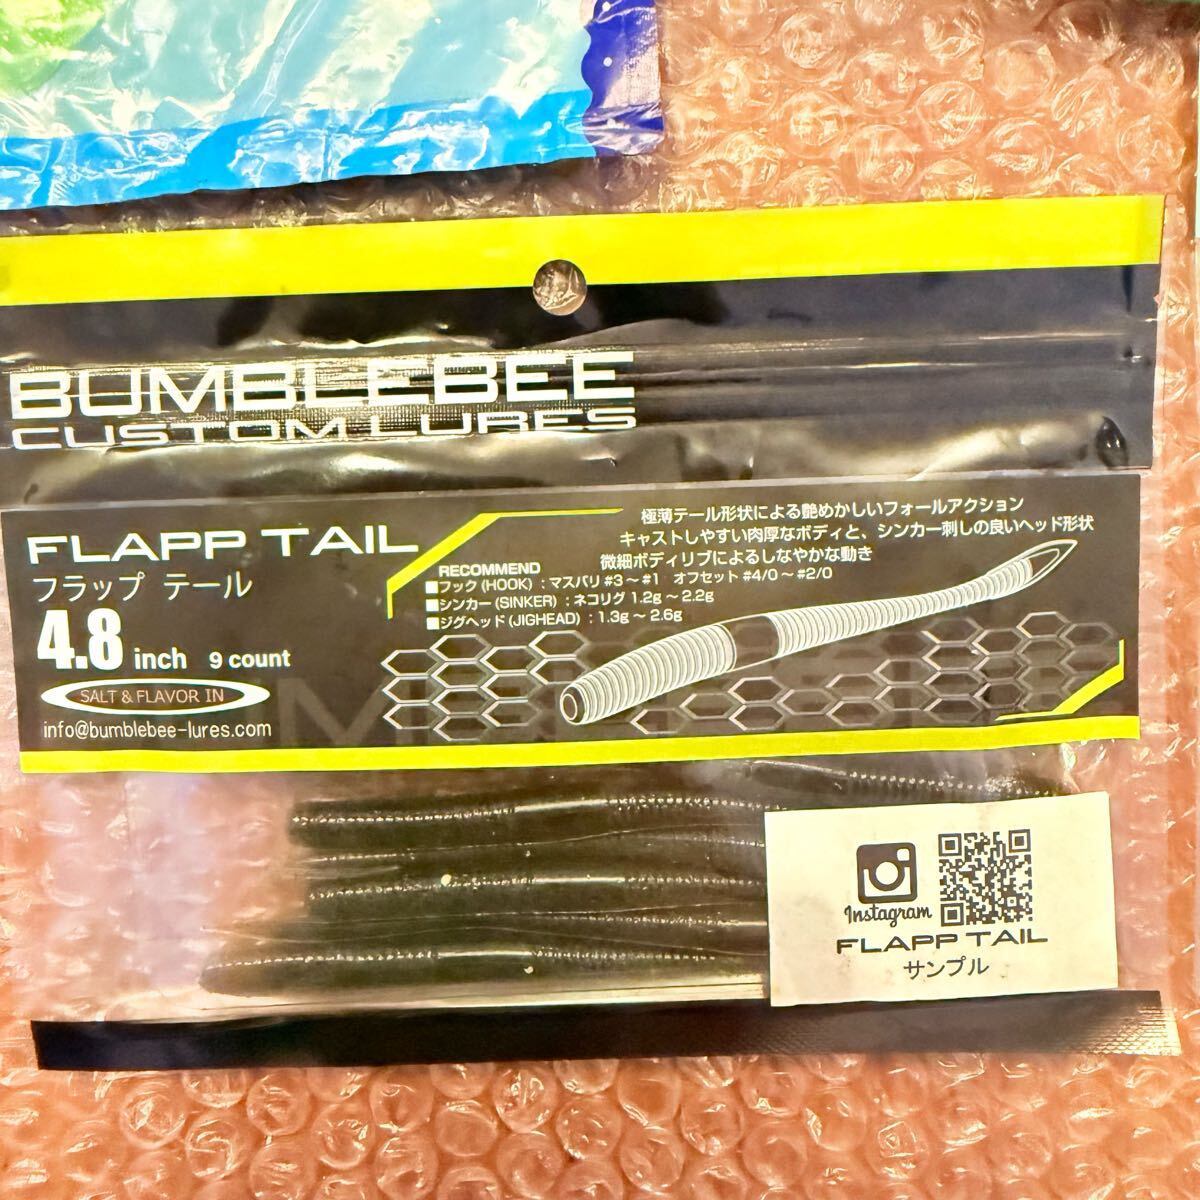 BUMBLEBEE
CUSTOM LURES
FLAPP TAIL
フラップ テール
4.8 inch 9 count
SALT & FLAVOR IN
info@bumblebee-lures.com
極薄テール形状による艶めかしいフォールアクション
キャストしやすい肉厚なボディと、シンカー刺しの良いヘッド形状
微細ボディリブによるしなやかな動き
RECOMMEND
■フック(HOOK) : マスバリ #3～#1 オフセット #4/0～#2/0
■シンカー(SINKER) : ネコリグ 1.2g～2.2g
■ジグヘッド(JIGHEAD) : 1.3g～2.6g
Instagram
FLAPP TAIL
サンプル